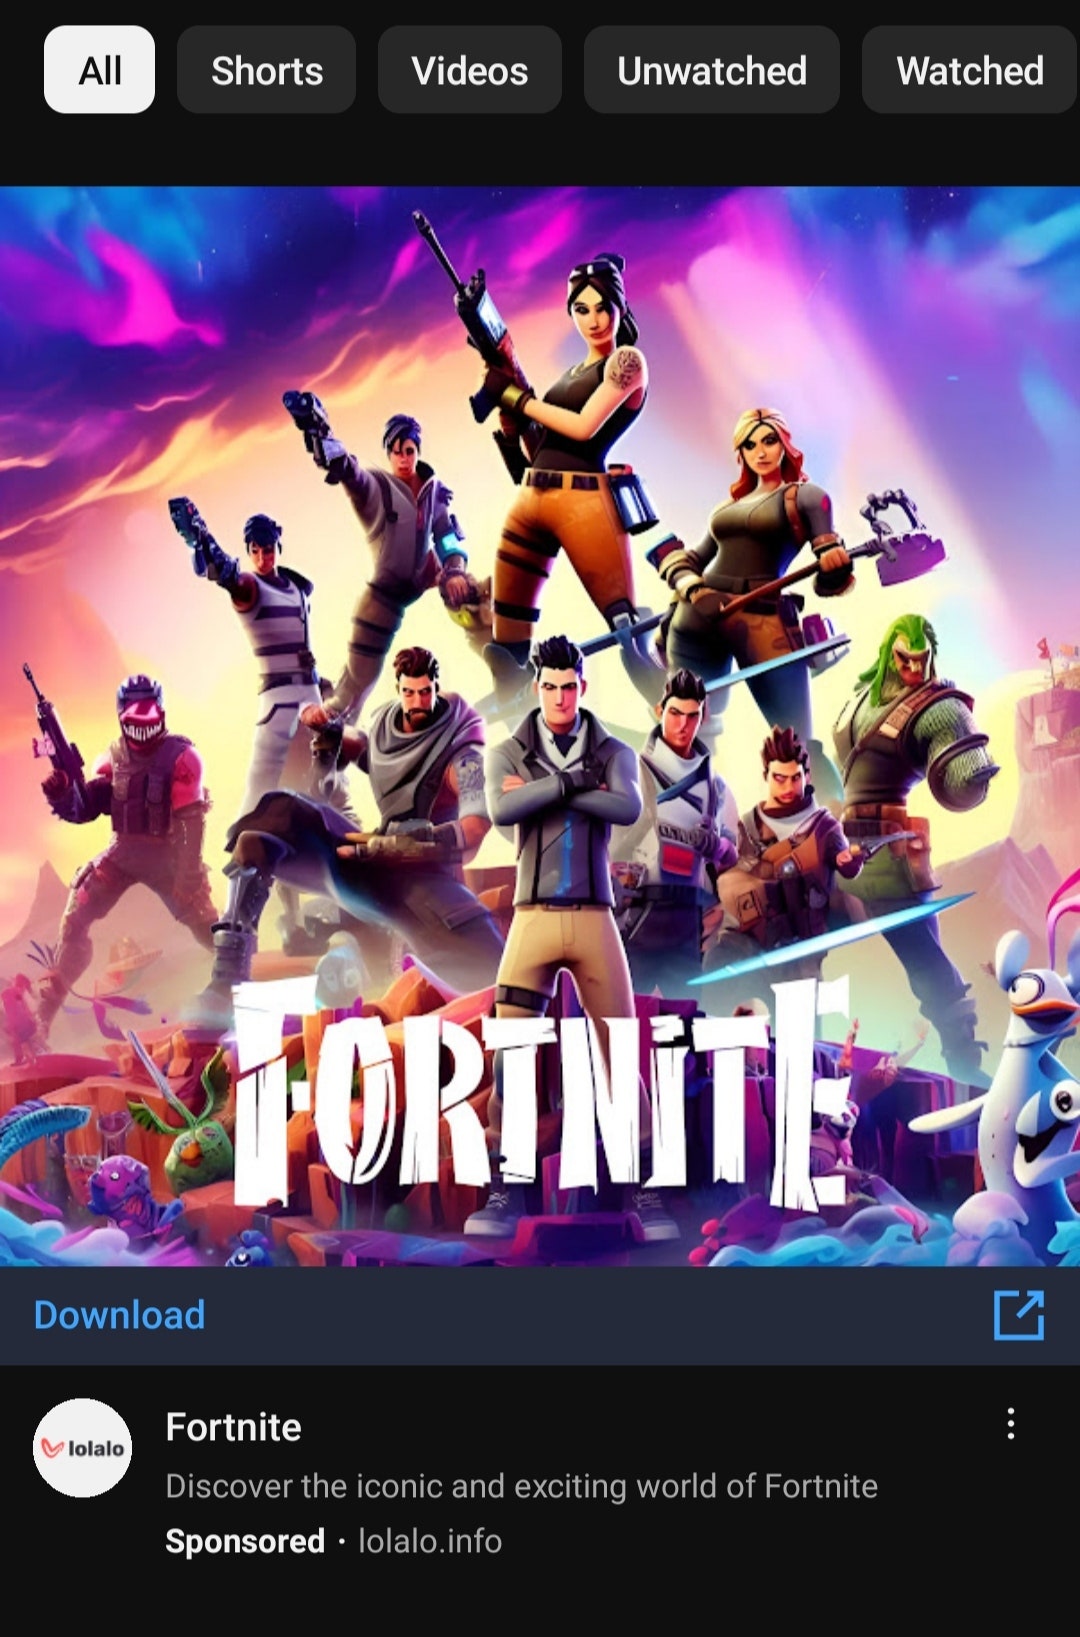 All
Shorts
Videos
Unwatched
Watched
FORTNiTE
Download
lolalo
Fortnite
Discover the iconic and exciting world of Fortnite
Sponsored · lolalo.info